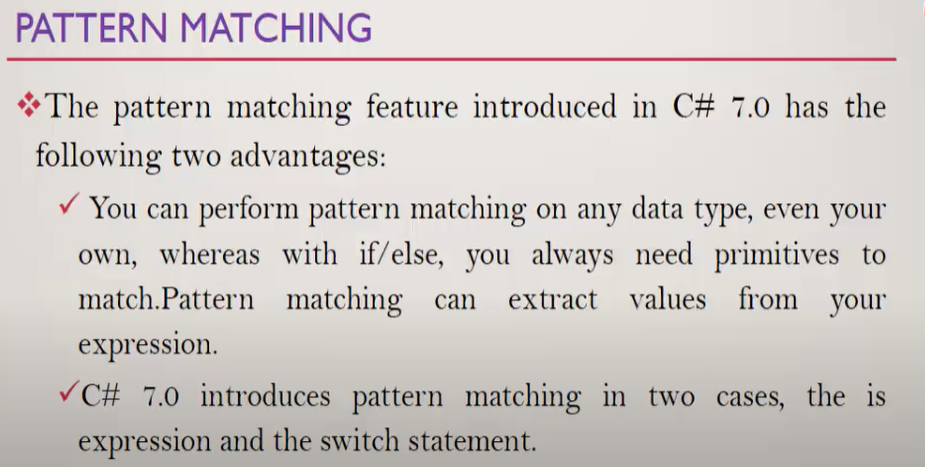 PATTERN MATCHING
❖The pattern matching feature introduced in C# 7.0 has the
following two advantages:
✓ You can perform pattern matching on any data type, even your
own, whereas with if/else, you always need primitives to
match.Pattern matching can extract values from your
expression.
✓C# 7.0 introduces pattern matching in two cases, the is
expression and the switch statement.